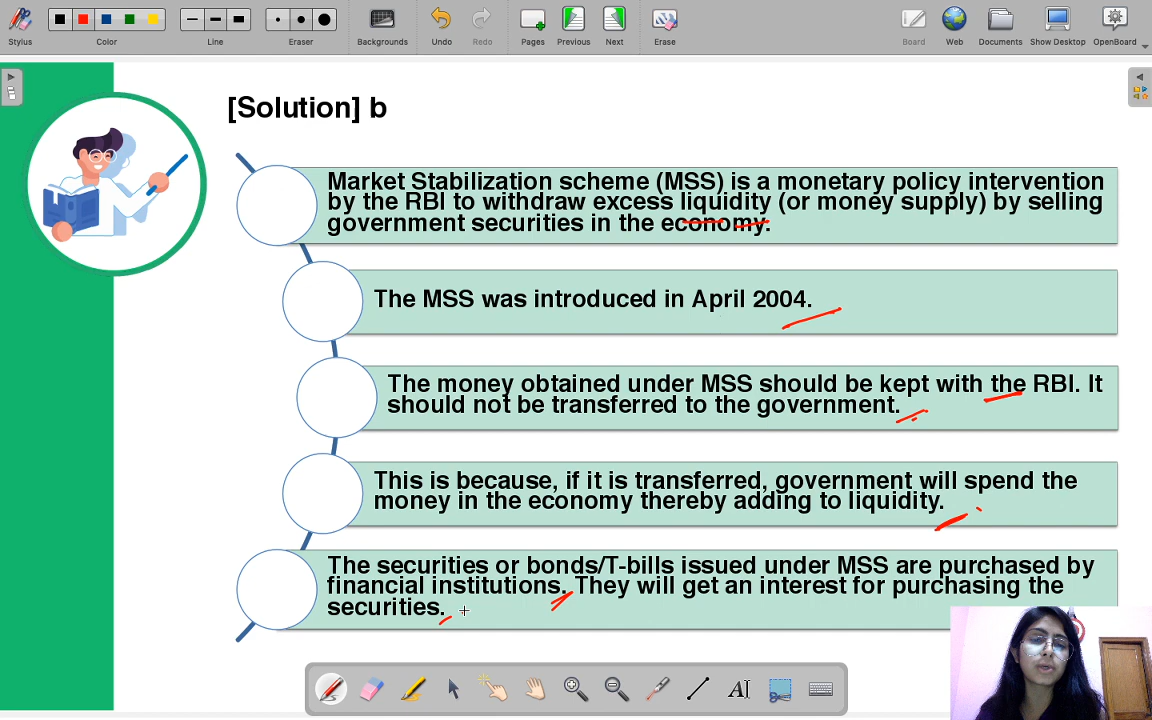 Stylus
Color
Line
Eraser
Backgrounds
Undo
Redo
Pages
Previous
Next
Erase
Board
Web
Documents
Show Desktop
OpenBoard
[Solution] b
Market Stabilization scheme (MSS) is a monetary policy intervention
by the RBI to withdraw excess liquidity (or money supply) by selling
government securities in the economy.
The MSS was introduced in April 2004.
The money obtained under MSS should be kept with the RBI. It
should not be transferred to the government.
This is because, if it is transferred, government will spend the
money in the economy thereby adding to liquidity.
The securities or bonds/T-bills issued under MSS are purchased by
financial institutions. They will get an interest for purchasing the
securities.